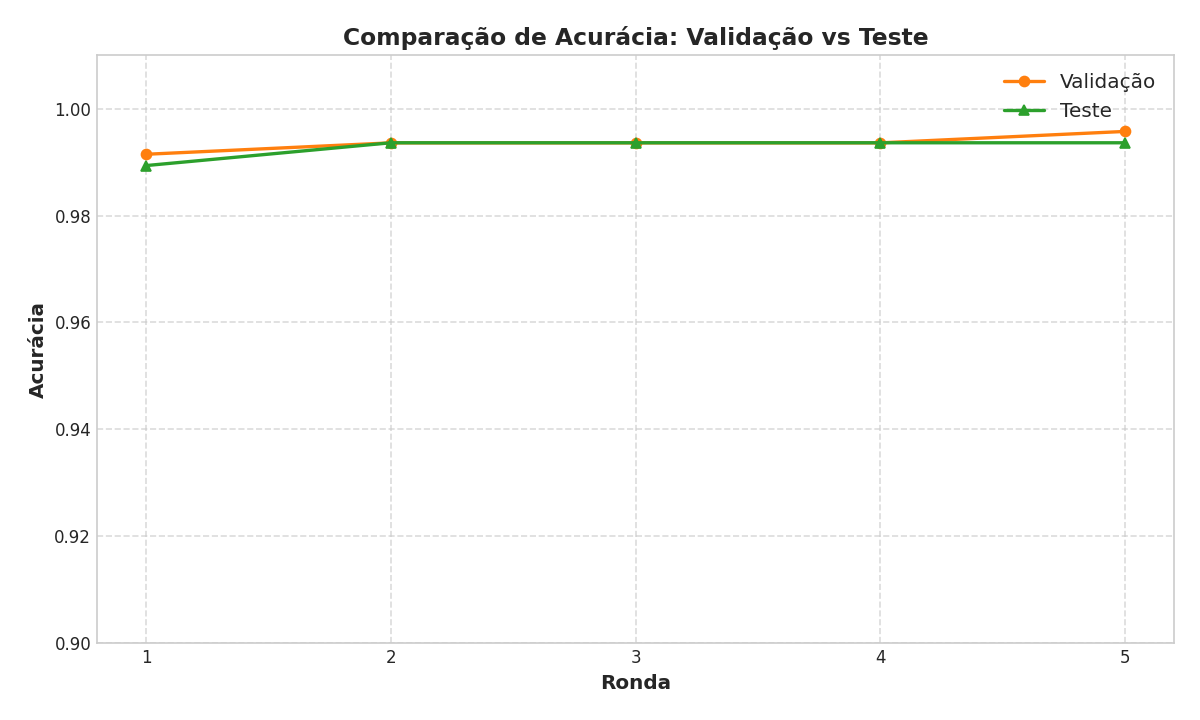 Comparação de Acurácia: Validação vs Teste
Validação
Teste
Acurácia
1.00
0.98
0.96
0.94
0.92
0.90
1 2 3 4 5
Ronda